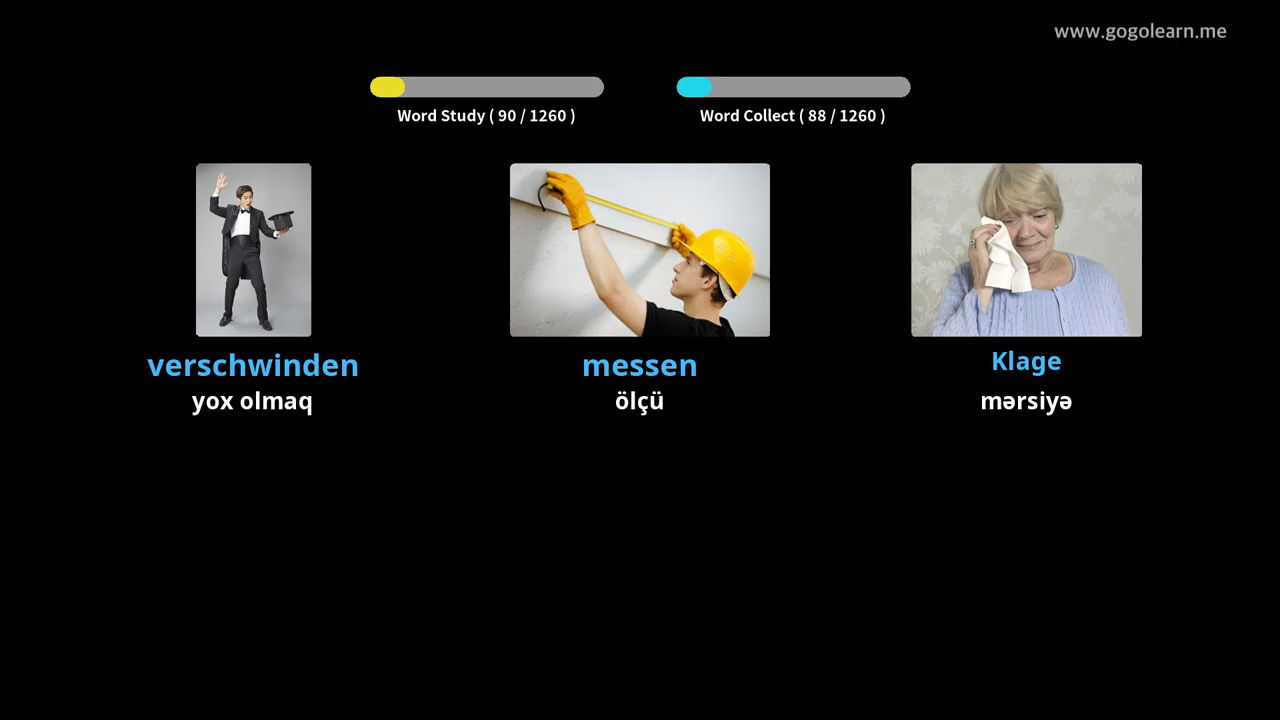 www.gogolearn.me
Word Study ( 90 / 1260 )
Word Collect ( 88 / 1260 )
verschwinden
messen
Klage
yox olmaq
ölçü
mərsiyə